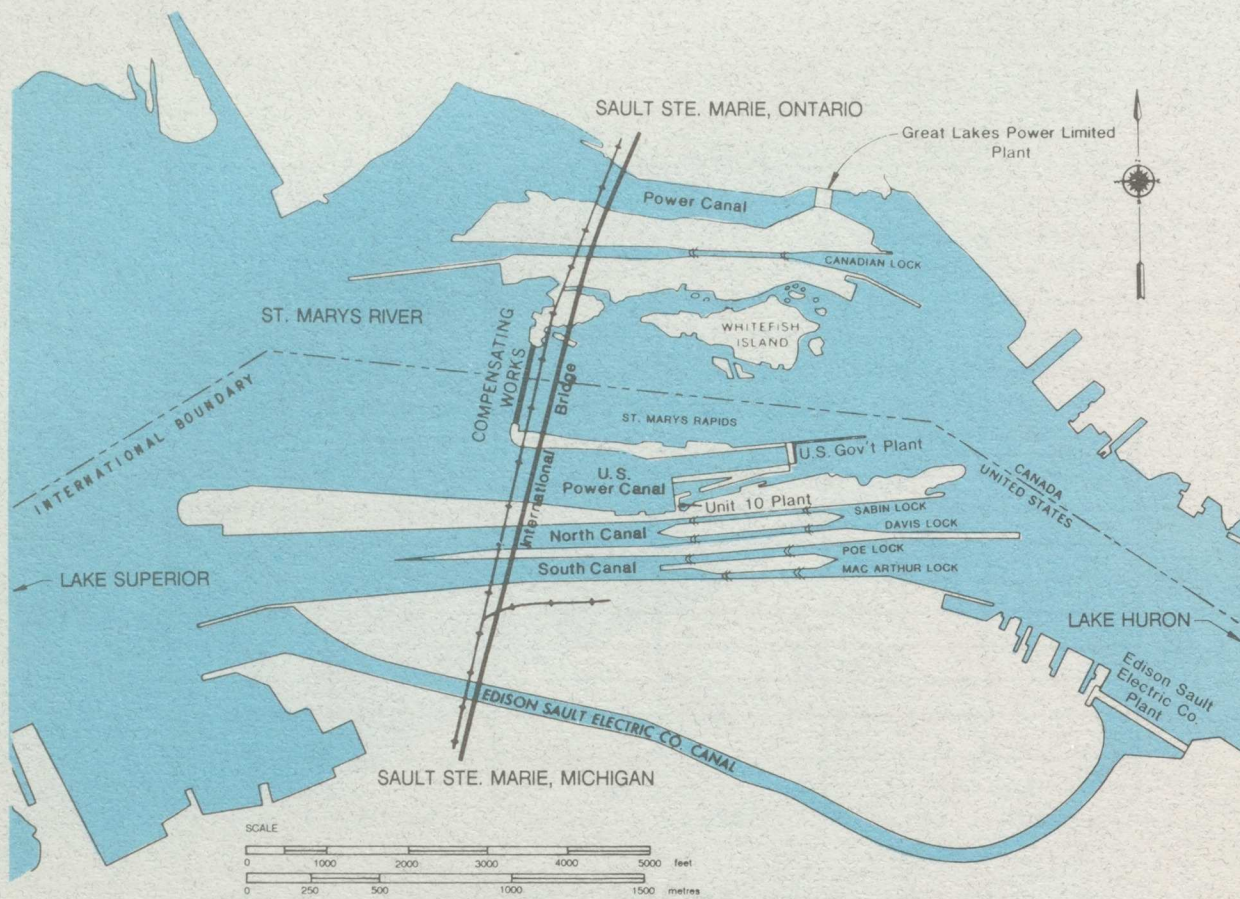 SAULT STE. MARIE, ONTARIO
Great Lakes Power Limited
Plant
Power Canal
CANADIAN LOCK
ST. MARYS RIVER
WHITEFISH
ISLAND
COMPENSATING
WORKS
International Bridge
INTERNATIONAL BOUNDARY
ST. MARYS RAPIDS
U.S. Gov't Plant
U.S.
Power Canal
CANADA
UNITED STATES
Unit 10 Plant
SABIN LOCK
North Canal
DAVIS LOCK
POE LOCK
South Canal
MAC ARTHUR LOCK
LAKE SUPERIOR
LAKE HURON
Edison Sault
Electric Co.
Plant
EDISON SAULT ELECTRIC CO. CANAL
SAULT STE. MARIE, MICHIGAN
SCALE
0 1000 2000 3000 4000 5000 feet
0 250 500 1000 1500 metres